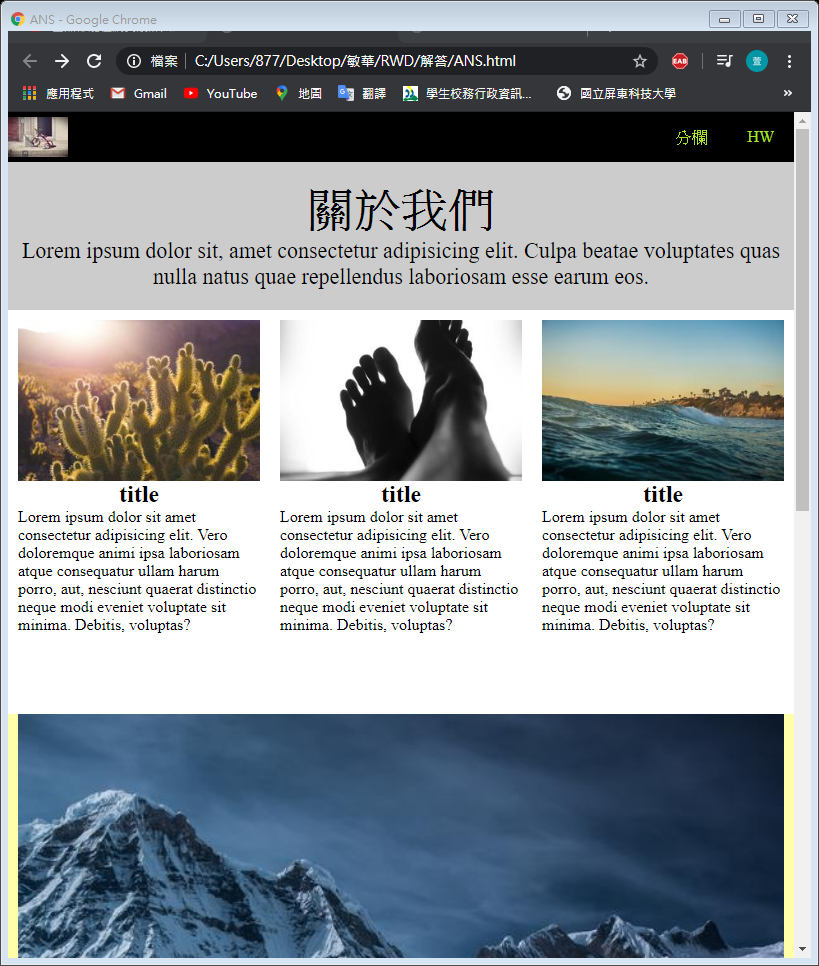 ANS - Google Chrome
檔案 C:/Users/877/Desktop/敏華/RWD/解答/ANS.html
EAB
萱
應用程式 Gmail YouTube 地圖 翻譯 學生校務行政資訊... 國立屏東科技大學 »
分欄 HW
關於我們
Lorem ipsum dolor sit, amet consectetur adipisicing elit. Culpa beatae voluptates quas
nulla natus quae repellendus laboriosam esse earum eos.
title
Lorem ipsum dolor sit amet
consectetur adipisicing elit. Vero
doloremque animi ipsa laboriosam
atque consequatur ullam harum
porro, aut, nesciunt quaerat distinctio
neque modi eveniet voluptate sit
minima. Debitis, voluptas?
title
Lorem ipsum dolor sit amet
consectetur adipisicing elit. Vero
doloremque animi ipsa laboriosam
atque consequatur ullam harum
porro, aut, nesciunt quaerat distinctio
neque modi eveniet voluptate sit
minima. Debitis, voluptas?
title
Lorem ipsum dolor sit amet
consectetur adipisicing elit. Vero
doloremque animi ipsa laboriosam
atque consequatur ullam harum
porro, aut, nesciunt quaerat distinctio
neque modi eveniet voluptate sit
minima. Debitis, voluptas?